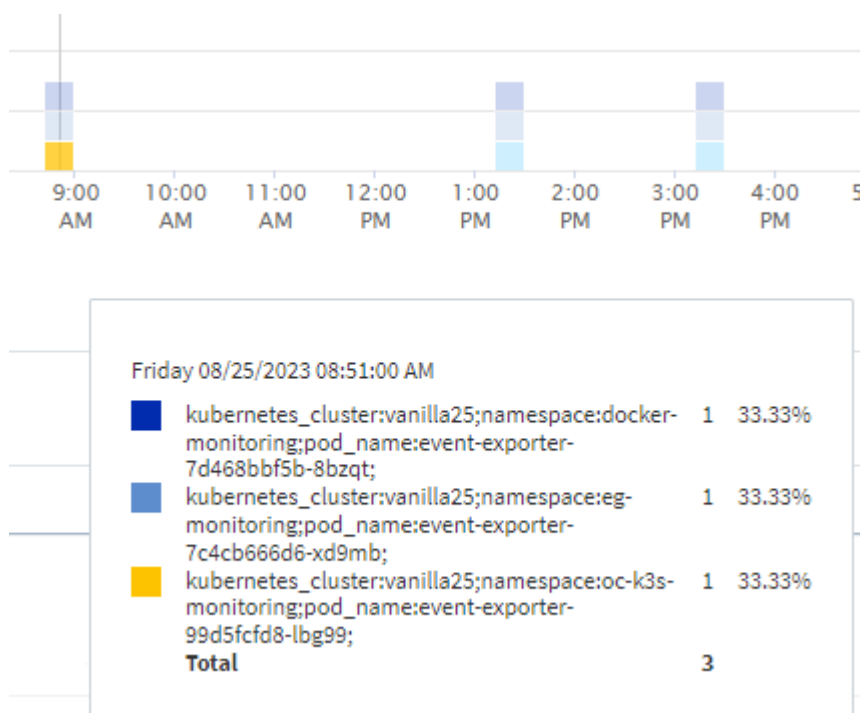 9:00 10:00 11:00 12:00 1:00 2:00 3:00 4:00 5
AM AM AM PM PM PM PM PM
Friday 08/25/2023 08:51:00 AM
kubernetes_cluster:vanilla25;namespace:docker- 1 33.33%
monitoring;pod_name:event-exporter-
7d468bbf5b-8bzqt;
kubernetes_cluster:vanilla25;namespace:eg- 1 33.33%
monitoring;pod_name:event-exporter-
7c4cb666d6-xd9mb;
kubernetes_cluster:vanilla25;namespace:oc-k3s- 1 33.33%
monitoring;pod_name:event-exporter-
99d5fcfd8-lbg99;
Total 3